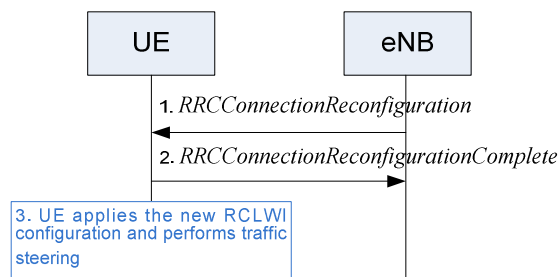 UE
eNB
1. RRCConnectionReconfiguration
2. RRCConnectionReconfigurationComplete
3. UE applies the new RCLWI
configuration and performs traffic
steering